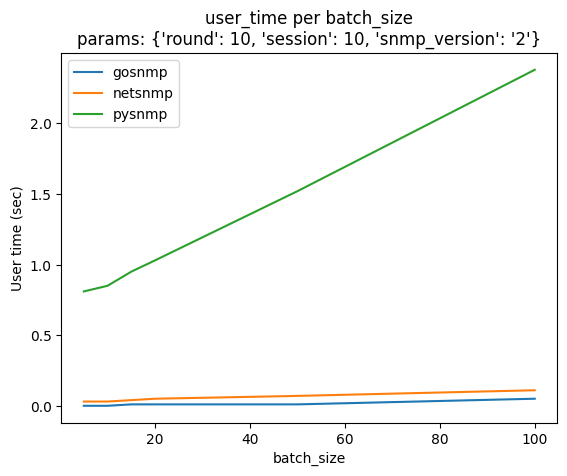 user_time per batch_size
params: {'round': 10, 'session': 10, 'snmp_version': '2'}
gosnmp
netsnmp
pysnmp
User time (sec)
2.0
1.5
1.0
0.5
0.0
20 40 60 80 100
batch_size